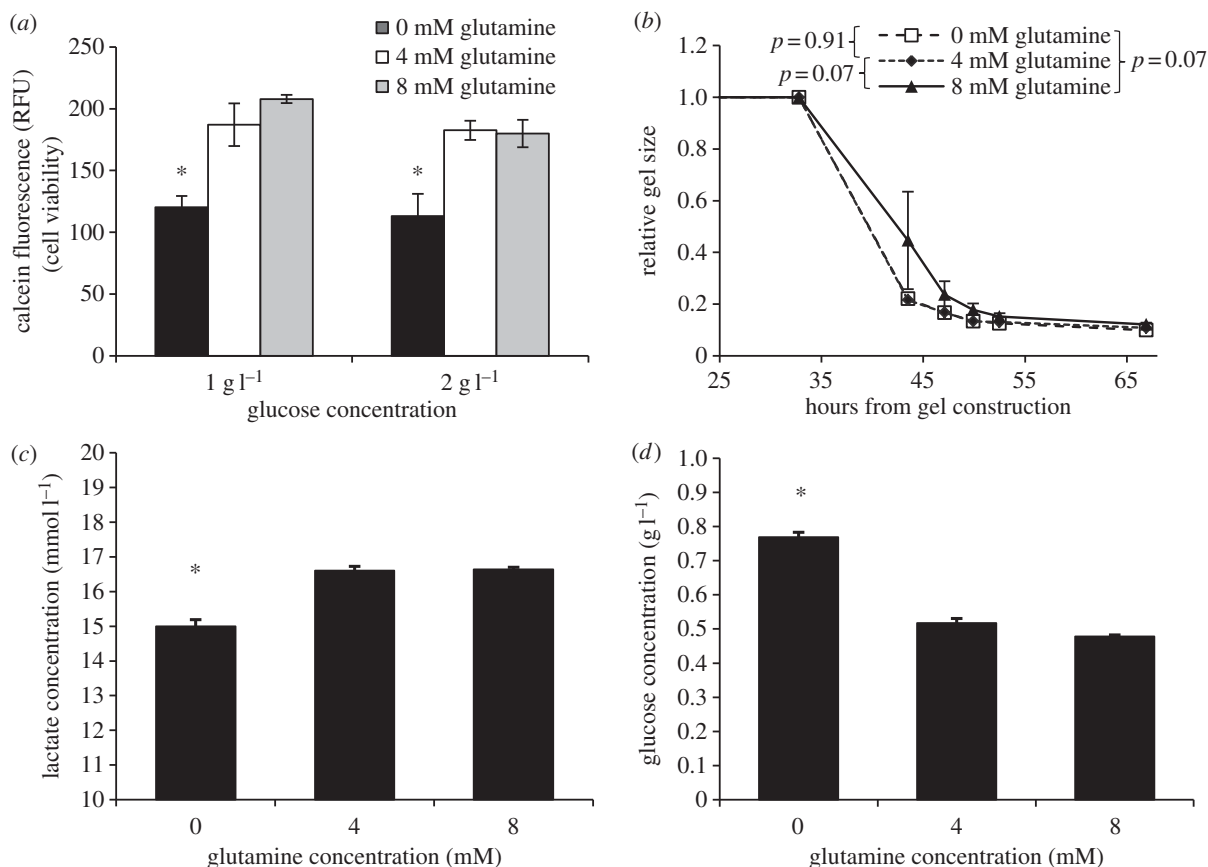 (a)
0 mM glutamine
4 mM glutamine
8 mM glutamine
250
200
150
100
50
0
calcein fluorescence (RFU)
(cell viability)
*
*
1 g l⁻¹
2 g l⁻¹
glucose concentration
(b)
0 mM glutamine
4 mM glutamine
8 mM glutamine
p = 0.91
p = 0.07
p = 0.07
1.2
1.0
0.8
0.6
0.4
0.2
0
relative gel size
25 35 45 55 65
hours from gel construction
(c)
20
19
18
17
16
15
14
13
12
11
10
lactate concentration (mmol l⁻¹)
*
0 4 8
glutamine concentration (mM)
(d)
1.0
0.9
0.8
0.7
0.6
0.5
0.4
0.3
0.2
0.1
0
glucose concentration (g l⁻¹)
*
0 4 8
glutamine concentration (mM)